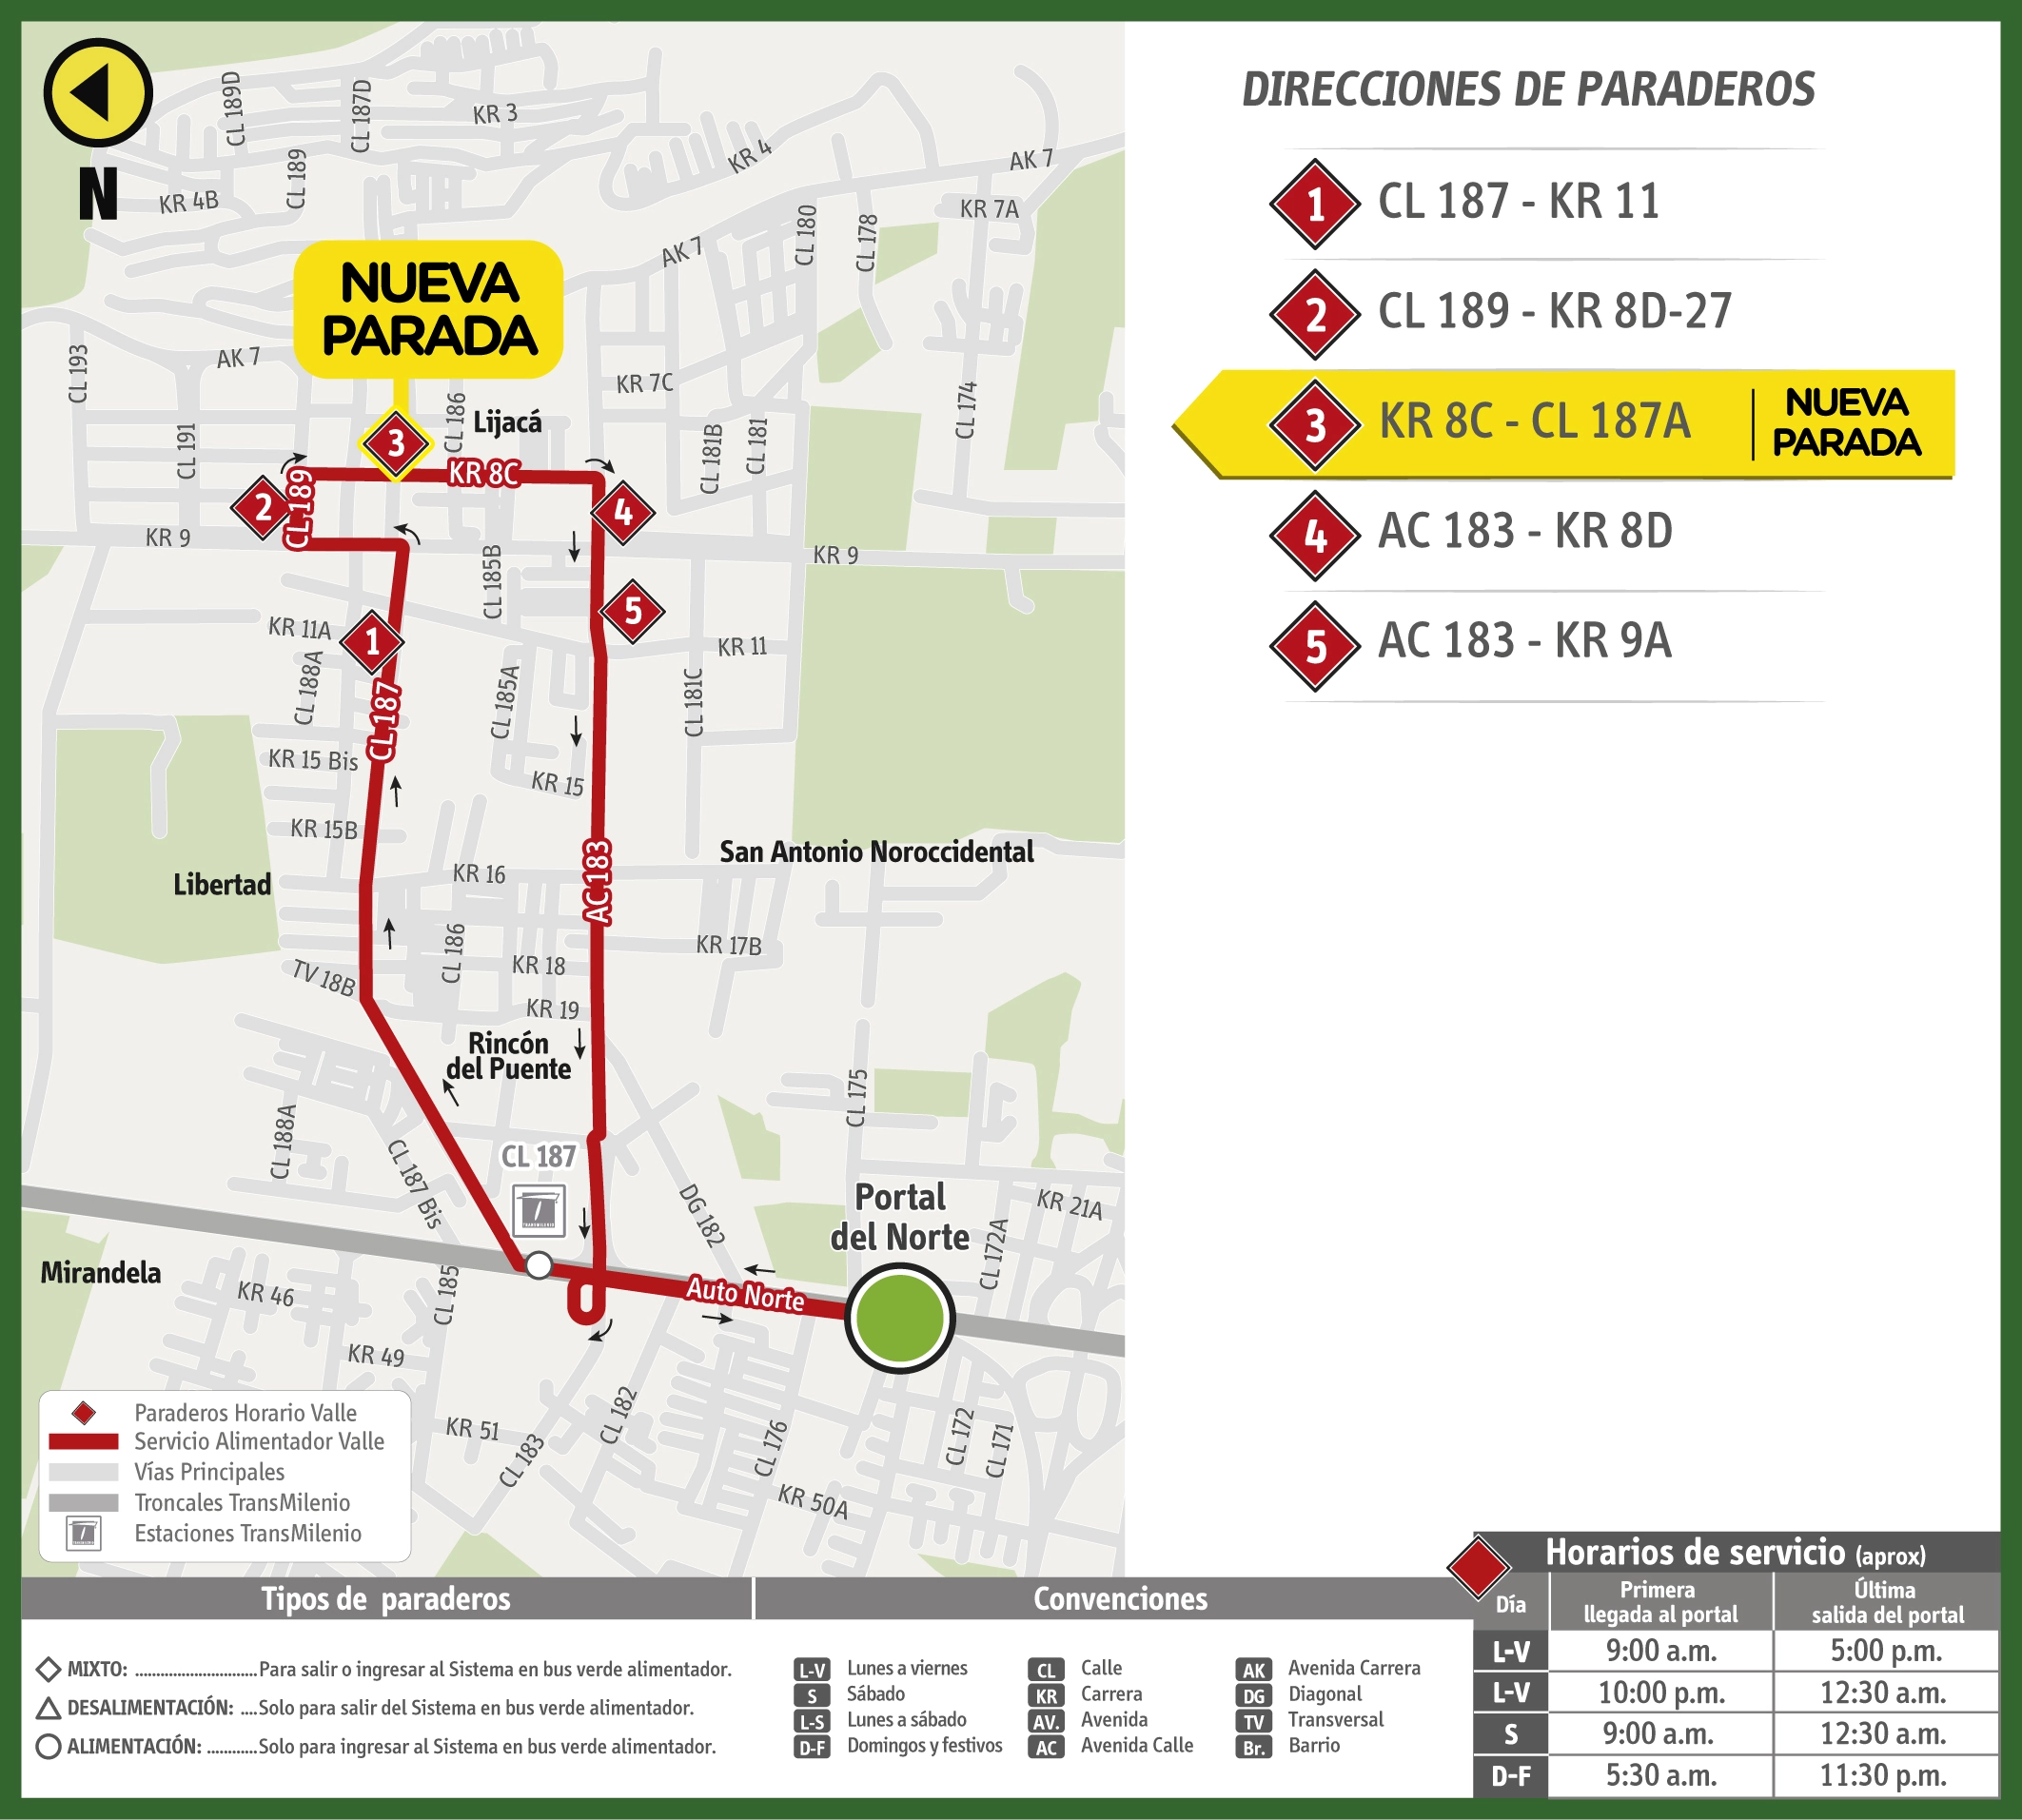 N
CL 189D
CL 187D
KR 3
CL 189
KR 4
AK 7
KR 4B
KR 7A
CL 180
CL 178
AK 7
NUEVA
PARADA
AK 7
CL 193
KR 7C
CL 174
3
CL 186
Lijacá
CL 191
CL 181B
CL 181
KR 8C
2
CL 189
4
KR 9
KR 9
CL 185B
5
KR 11A
1
KR 11
CL 188A
CL 185A
CL 181C
CL 187
KR 15 Bis
KR 15
KR 15B
San Antonio Noroccidental
AC 183
KR 16
Libertad
KR 17B
CL 186
KR 18
TV 18B
KR 19
Rincón
del Puente
CL 175
CL 188A
CL 187 Bis
CL 187
DG 182
Portal
del Norte
KR 21A
CL 172A
Mirandela
KR 46
CL 185
Auto Norte
KR 49
CL 182
KR 51
CL 183
CL 176
CL 172
CL 171
KR 50A
Paraderos Horario Valle
Servicio Alimentador Valle
Vías Principales
Troncales TransMilenio
Estaciones TransMilenio
DIRECCIONES DE PARADEROS
1 CL 187 - KR 11
2 CL 189 - KR 8D-27
3 KR 8C - CL 187A
NUEVA
PARADA
4 AC 183 - KR 8D
5 AC 183 - KR 9A
Tipos de paraderos
MIXTO: .............................Para salir o ingresar al Sistema en bus verde alimentador.
DESALIMENTACIÓN: ....Solo para salir del Sistema en bus verde alimentador.
ALIMENTACIÓN: ............Solo para ingresar al Sistema en bus verde alimentador.
Convenciones
L-V Lunes a viernes
S Sábado
L-S Lunes a sábado
D-F Domingos y festivos
CL Calle
KR Carrera
AV. Avenida
AC Avenida Calle
AK Avenida Carrera
DG Diagonal
TV Transversal
Br. Barrio
Horarios de servicio (aprox)
Día
Primera
llegada al portal
Última
salida del portal
L-V 9:00 a.m. 5:00 p.m.
L-V 10:00 p.m. 12:30 a.m.
S 9:00 a.m. 12:30 a.m.
D-F 5:30 a.m. 11:30 p.m.